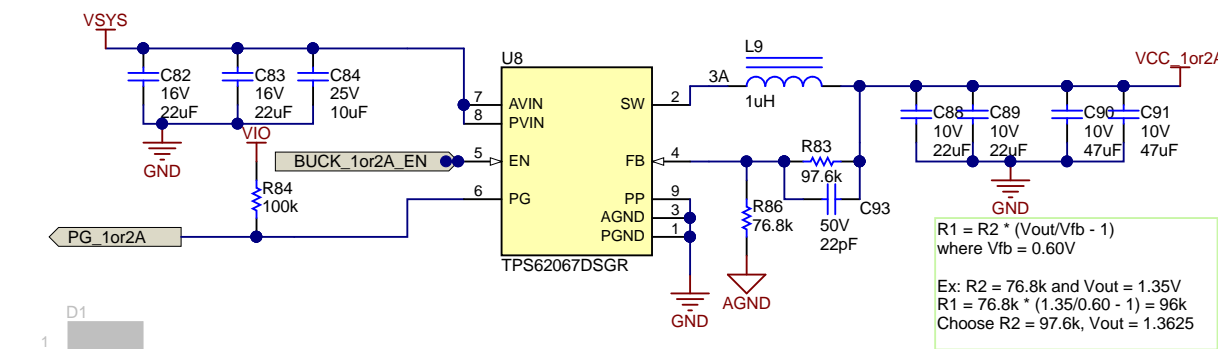 VSYS
C82
16V
22uF
C83
16V
22uF
C84
25V
10uF
GND
VIO
R84
100k
BUCK_1or2A_EN
PG_1or2A
U8
7 AVIN
8 PVIN
5 EN
6 PG
SW 2
FB 4
PP 9
AGND 3
PGND 1
TPS62067DSGR
3A
L9
1uH
VCC_1or2A
R83
97.6k
C93
50V
22pF
R86
76.8k
AGND
GND
C88
10V
22uF
C89
10V
22uF
C90
10V
47uF
C91
10V
47uF
GND
R1 = R2 * (Vout/Vfb - 1)
where Vfb = 0.60V
Ex: R2 = 76.8k and Vout = 1.35V
R1 = 76.8k * (1.35/0.60 - 1) = 96k
Choose R2 = 97.6k, Vout = 1.3625
D1
1